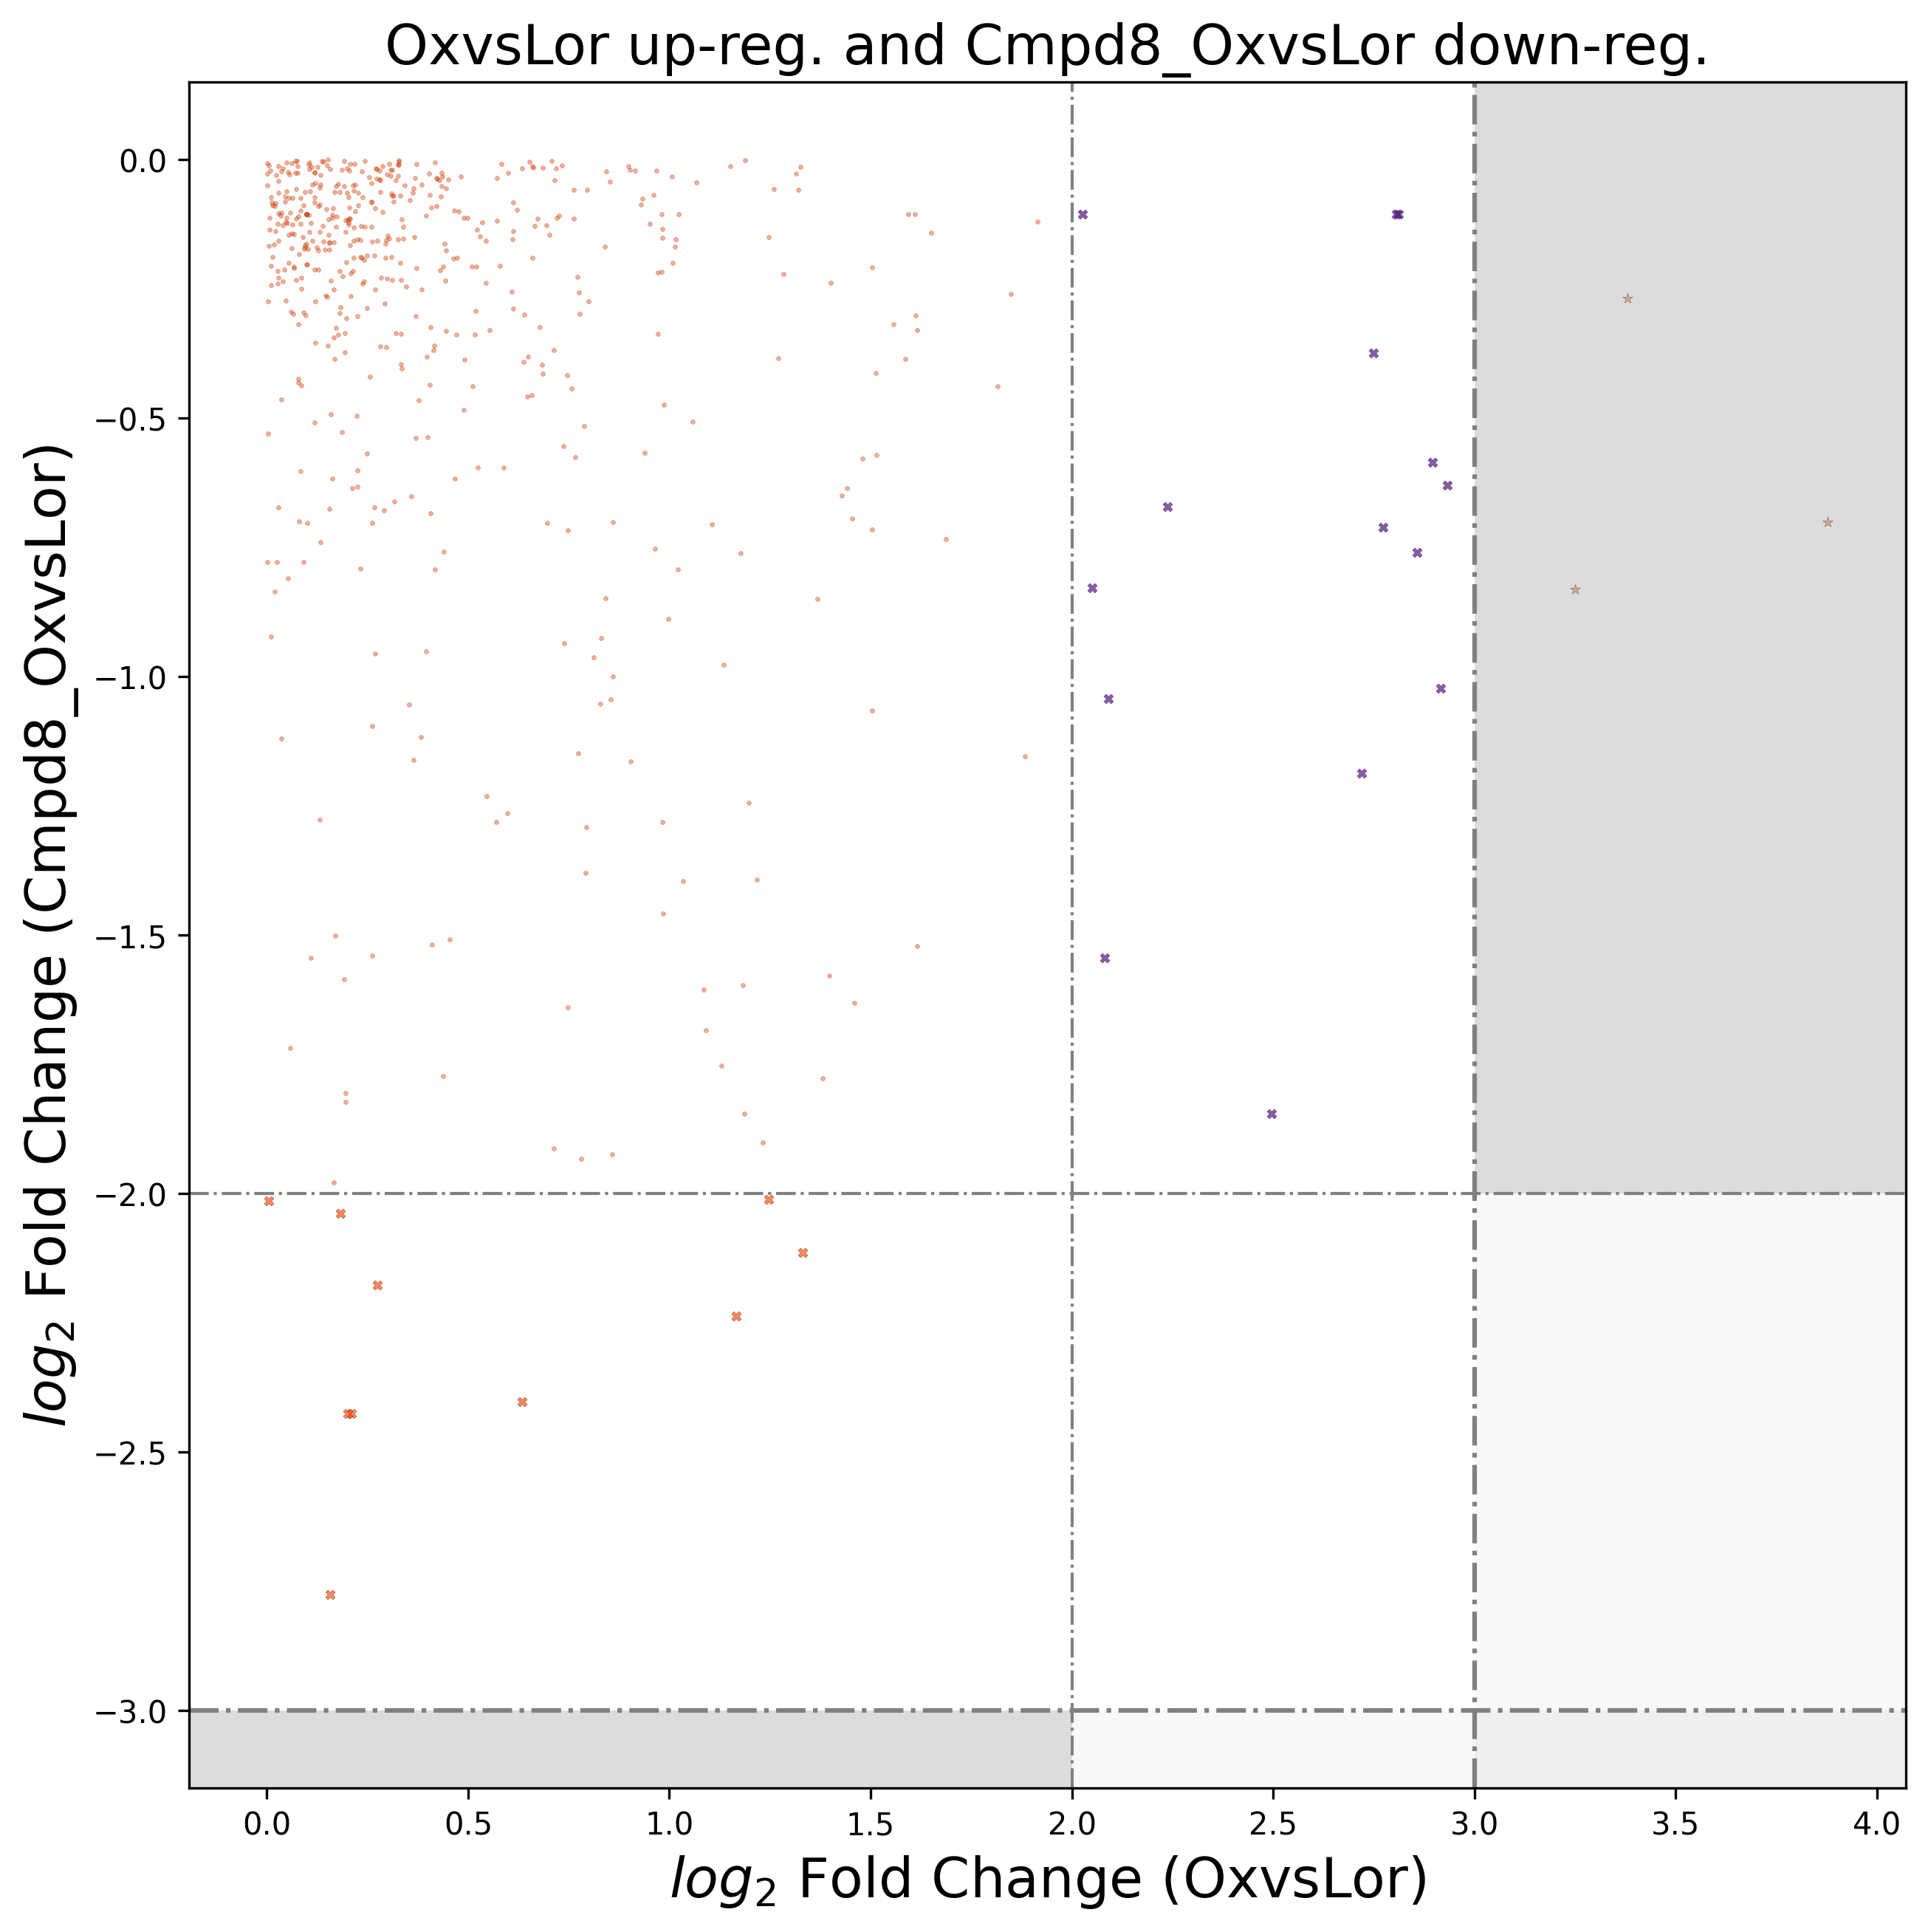 OxvsLor up-reg. and Cmpd8_OxvsLor down-reg.
log2 Fold Change (Cmpd8_OxvsLor)
0.0
−0.5
−1.0
−1.5
−2.0
−2.5
−3.0
0.0 0.5 1.0 1.5 2.0 2.5 3.0 3.5 4.0
log2 Fold Change (OxvsLor)